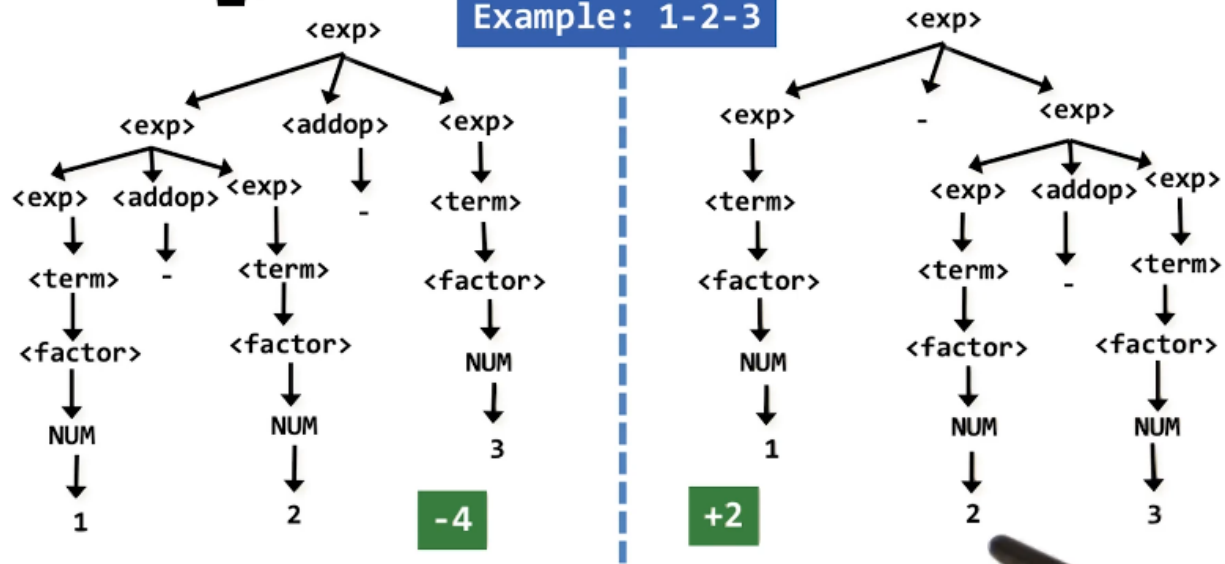 Example: 1-2-3
<exp>
<exp> <addop> <exp>
<exp> <addop> <exp> - <term>
<term> - <term> <factor>
<factor> <factor> NUM
NUM NUM 3
1 2 -4
<exp>
<exp> - <exp>
<term> <exp> <addop> <exp>
<factor> <term> - <term>
NUM <factor> <factor>
1 NUM NUM
+2 2 3